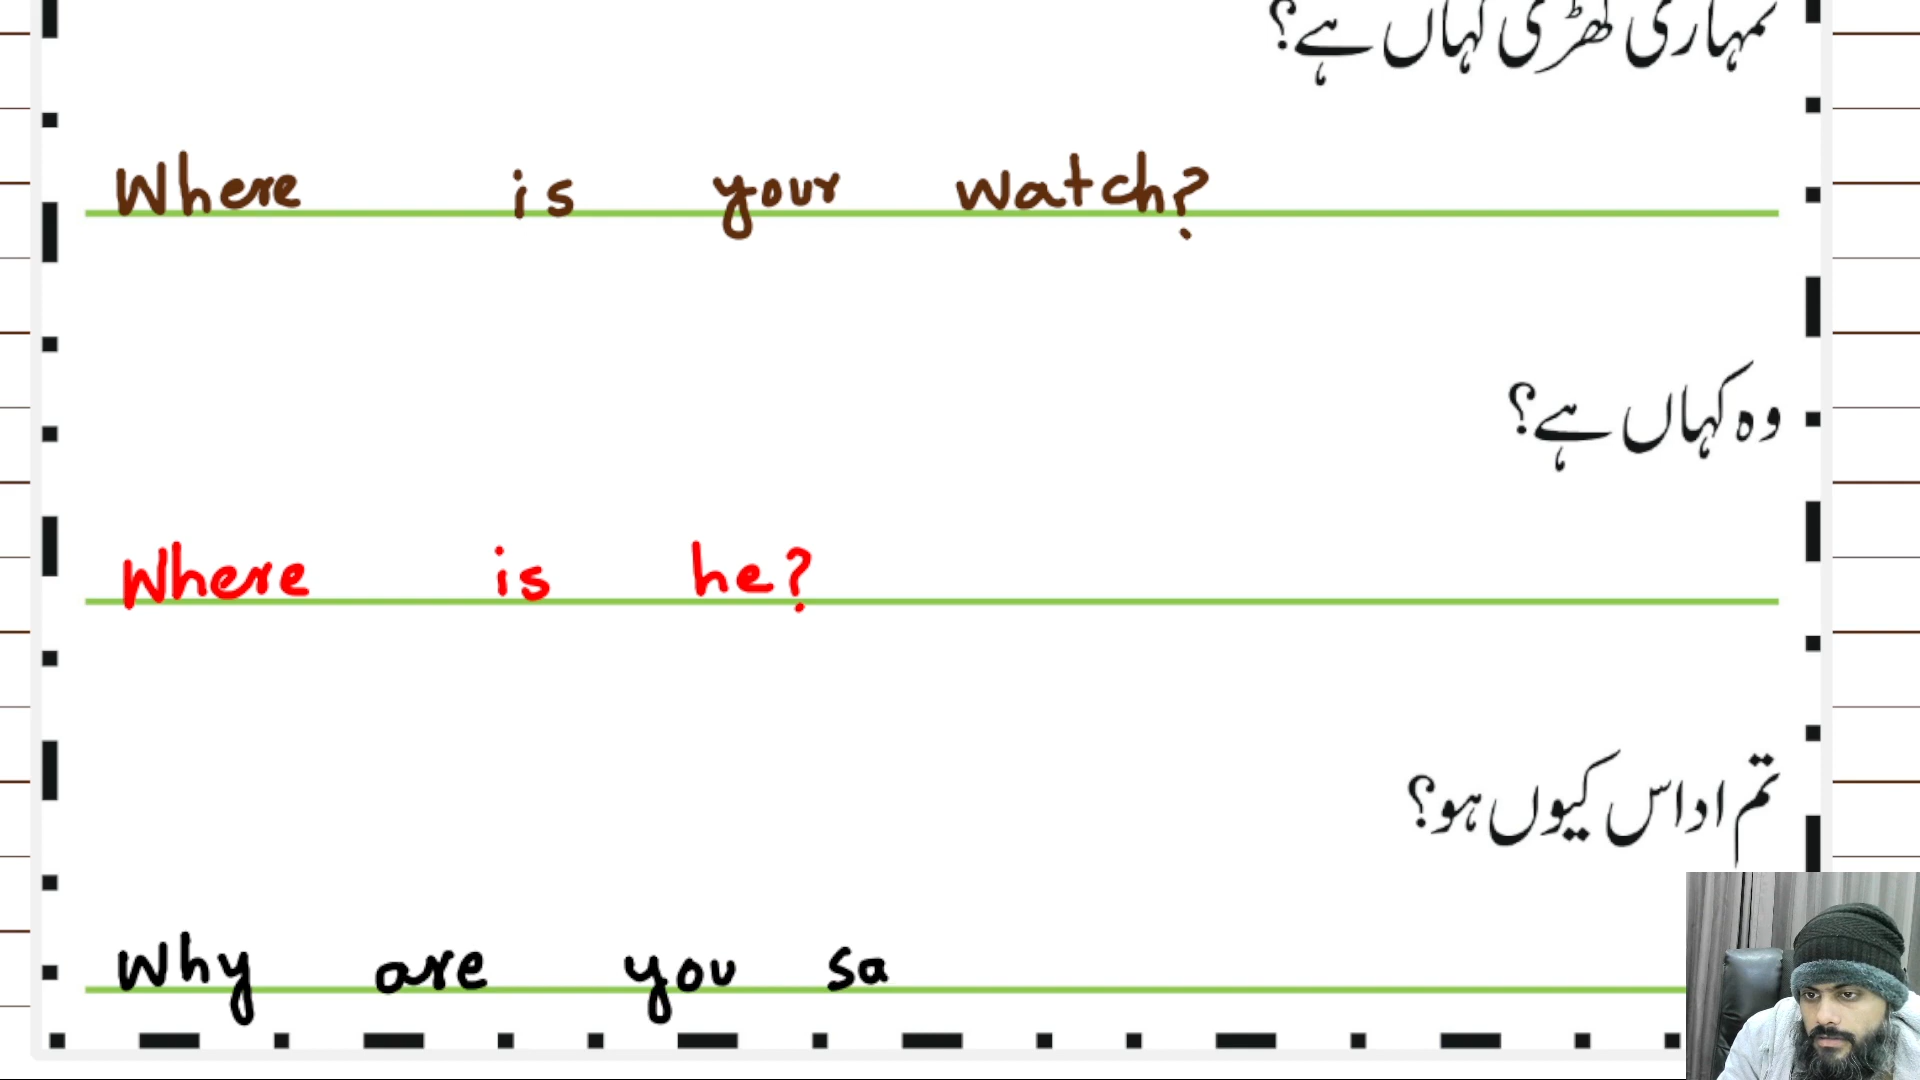 تمہاری گھڑی کہاں ہے؟
Where is your watch?
وہ کہاں ہے؟
Where is he?
تم اداس کیوں ہو؟
Why are you sa